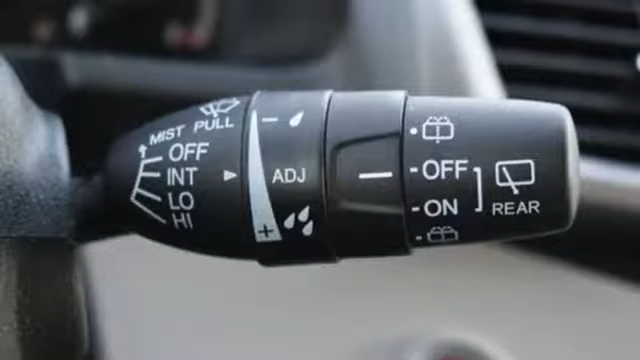 MIST PULL
OFF
INT
LO
HI
−
ADJ
+
OFF
ON
REAR